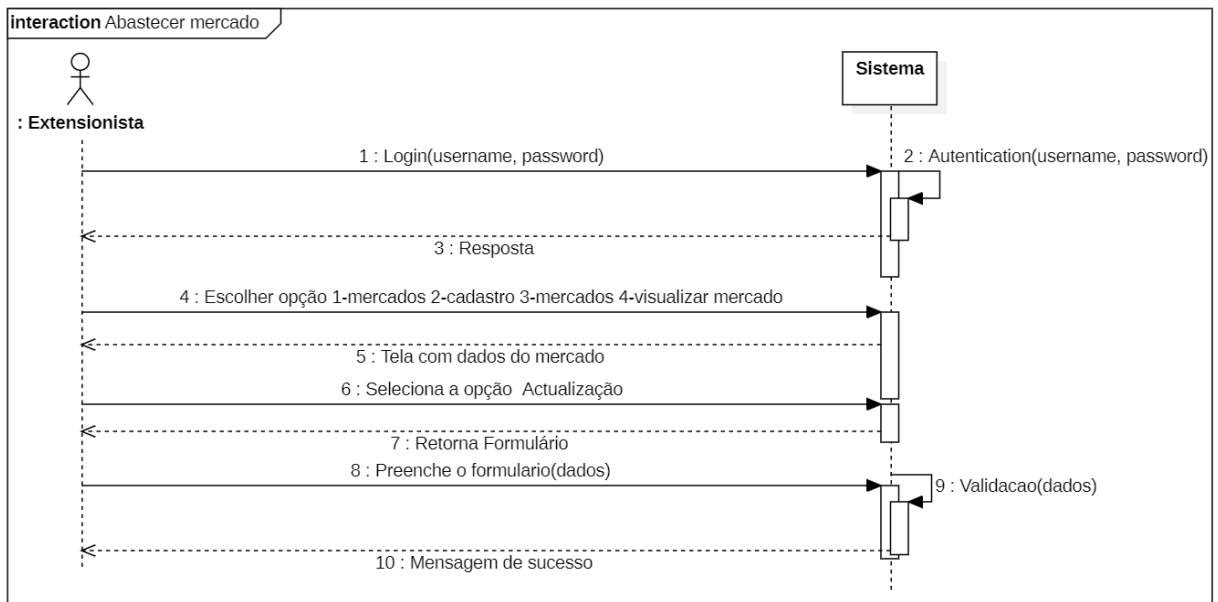 interaction Abastecer mercado
Sistema
: Extensionista
1 : Login(username, password)
2 : Autentication(username, password)
3 : Resposta
4 : Escolher opção 1-mercados 2-cadastro 3-mercados 4-visualizar mercado
5 : Tela com dados do mercado
6 : Seleciona a opção  Actualização
7 : Retorna Formulário
8 : Preenche o formulario(dados)
9 : Validacao(dados)
10 : Mensagem de sucesso